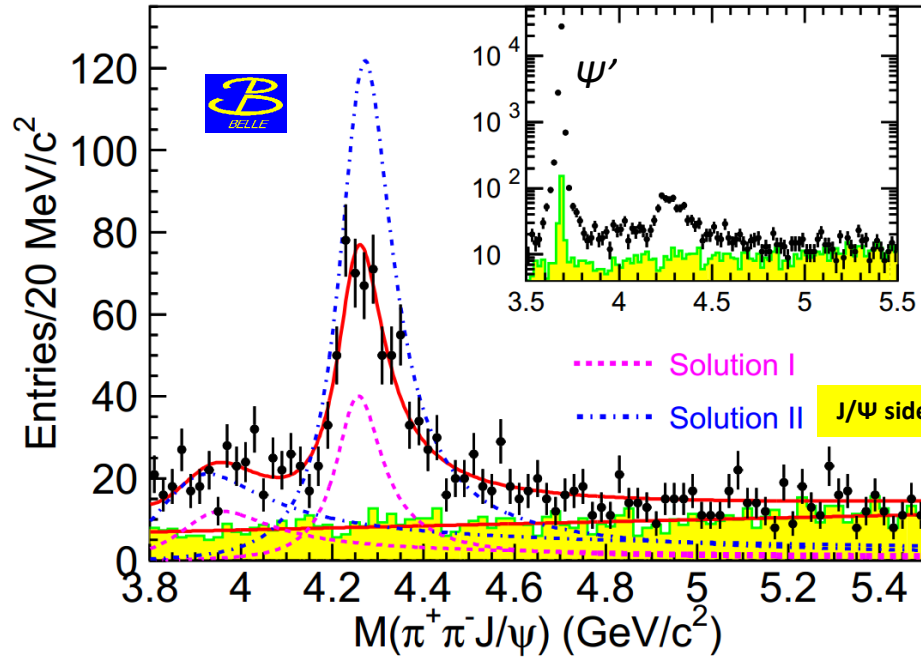 Entries/20 MeV/c²
120
100
80
60
40
20
0
B
BELLE
ψ’
10⁴
10³
10²
10
3.5 4 4.5 5 5.5
Solution I
Solution II
J/Ψ side
3.8 4 4.2 4.4 4.6 4.8 5 5.2 5.4
M(π⁺π⁻J/ψ) (GeV/c²)